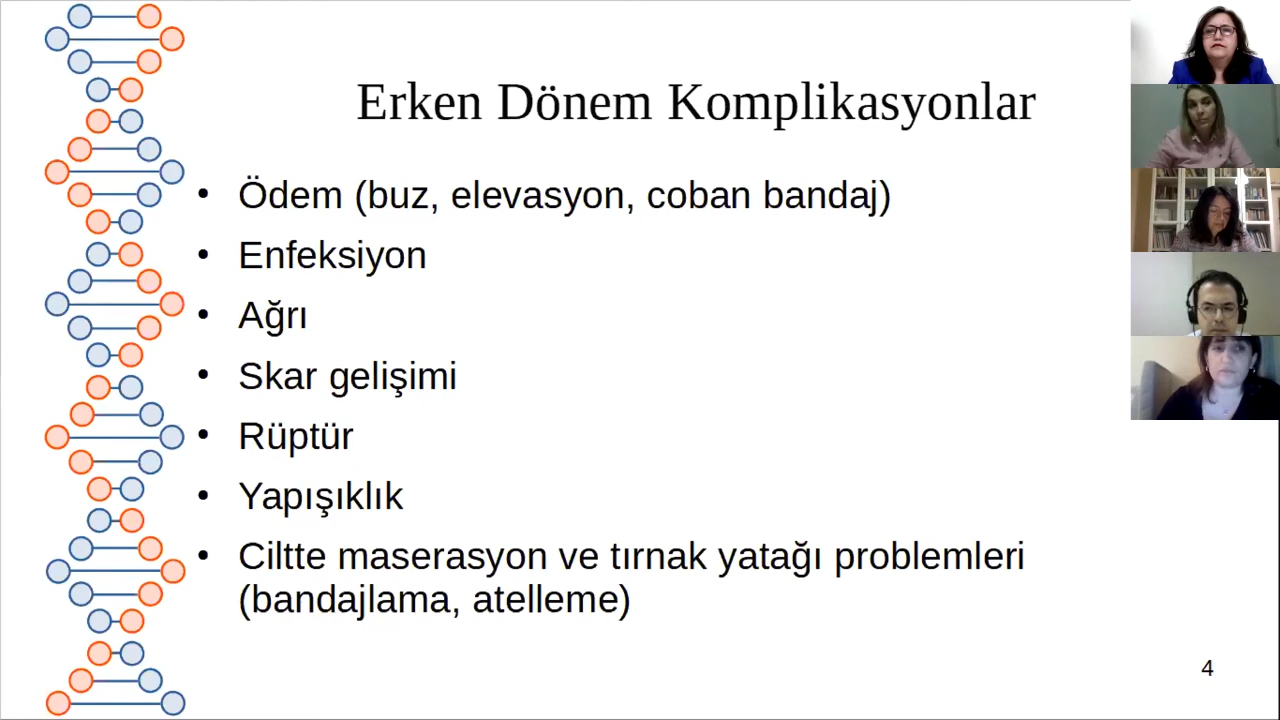 Erken Dönem Komplikasyonlar
• Ödem (buz, elevasyon, coban bandaj)
• Enfeksiyon
• Ağrı
• Skar gelişimi
• Rüptür
• Yapışıklık
• Ciltte maserasyon ve tırnak yatağı problemleri
(bandajlama, atelleme)
4